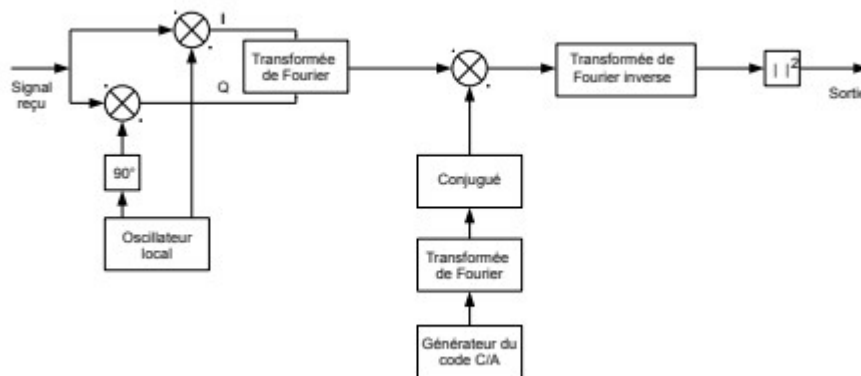 I
Transformée
de Fourier
Transformée de
Fourier inverse
| |²
Signal
reçu
Q
Sortie
90°
Conjugué
Oscillateur
local
Transformée
de Fourier
Générateur du
code C/A